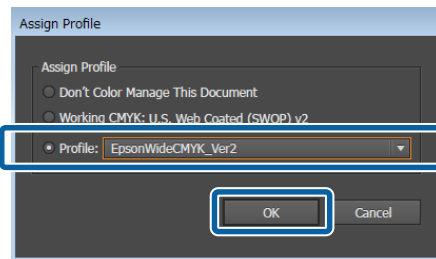 Assign Profile
Assign Profile
Don't Color Manage This Document
Working CMYK: U.S. Web Coated (SWOP) v2
Profile: EpsonWideCMYK_Ver2
OK Cancel